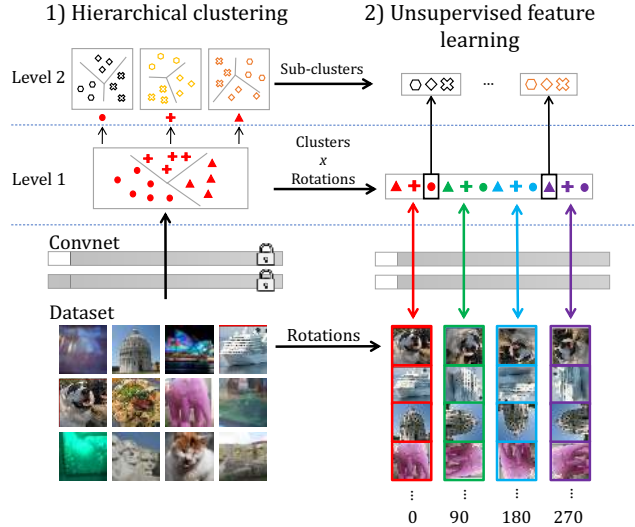 1) Hierarchical clustering
2) Unsupervised feature
learning
Level 2
Sub-clusters
...
Level 1
Clusters
x
Rotations
Convnet
Dataset
Rotations
... ... ... ...
0 90 180 270